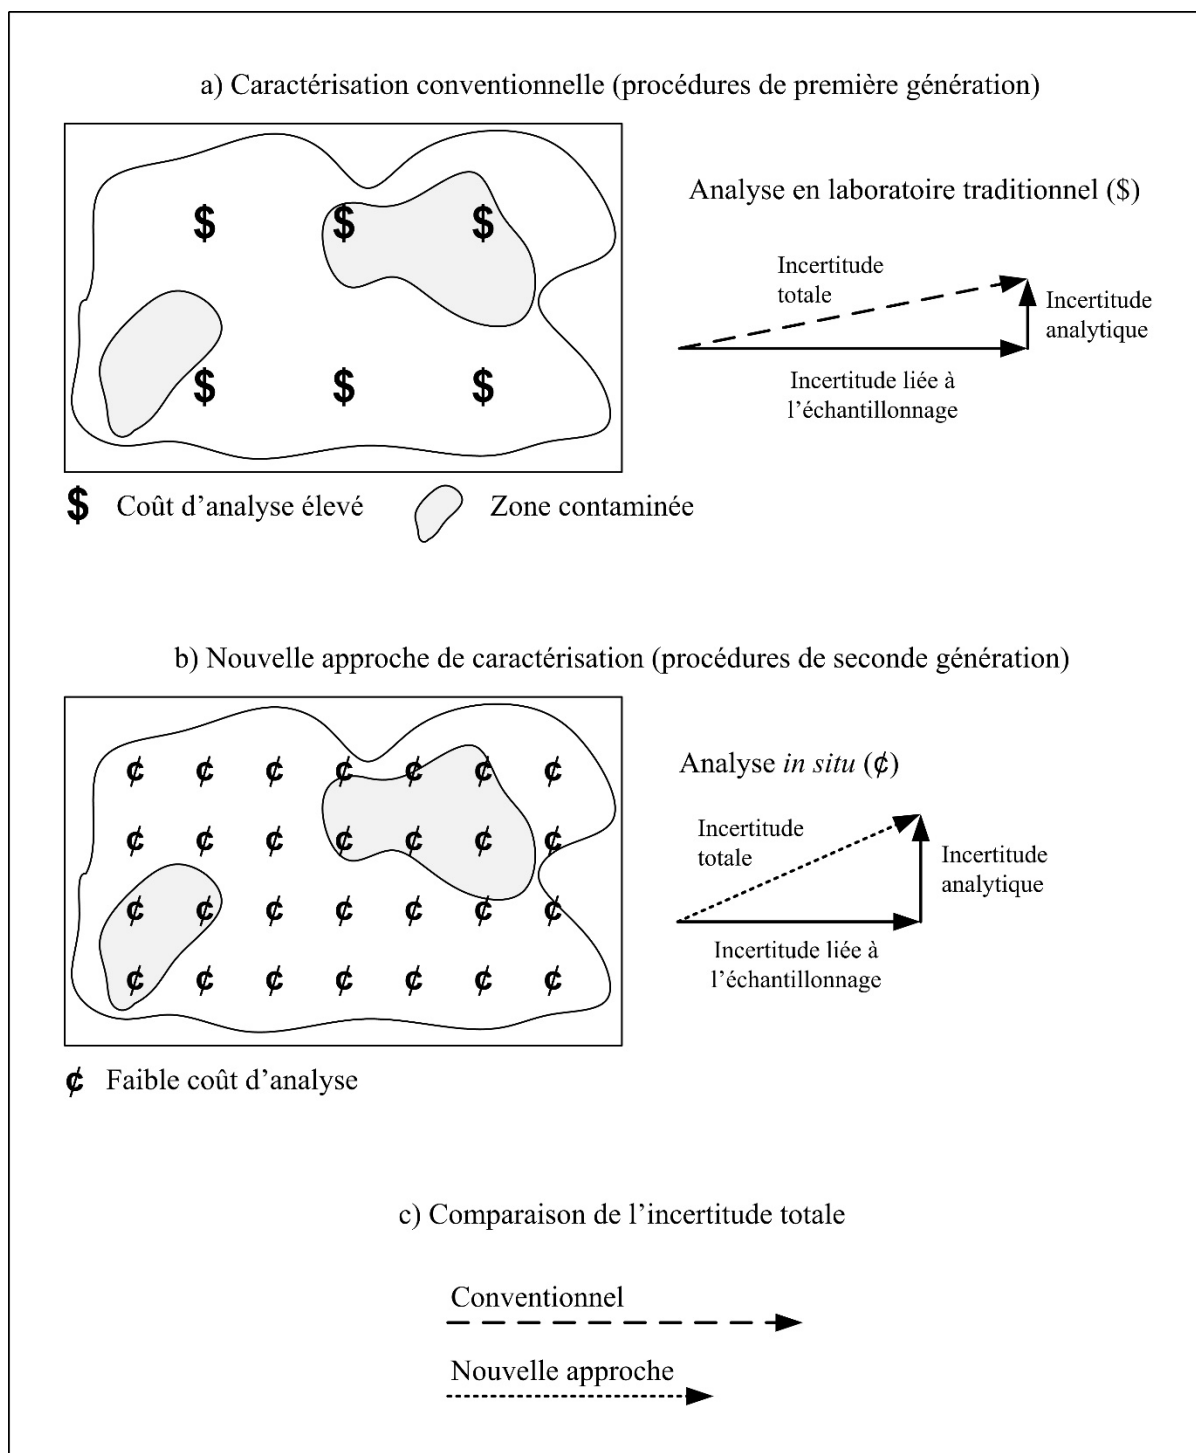 a) Caractérisation conventionnelle (procédures de première génération)
$ $ $
$ $ $
Analyse en laboratoire traditionnel ($)
Incertitude
totale
Incertitude
analytique
Incertitude liée à
l’échantillonnage
$ Coût d’analyse élevé
Zone contaminée
b) Nouvelle approche de caractérisation (procédures de seconde génération)
¢ ¢ ¢ ¢ ¢ ¢ ¢
¢ ¢ ¢ ¢ ¢ ¢ ¢
¢ ¢ ¢ ¢ ¢ ¢ ¢
¢ ¢ ¢ ¢ ¢ ¢ ¢
Analyse in situ (¢)
Incertitude
totale
Incertitude
analytique
Incertitude liée à
l’échantillonnage
¢ Faible coût d’analyse
c) Comparaison de l’incertitude totale
Conventionnel
Nouvelle approche